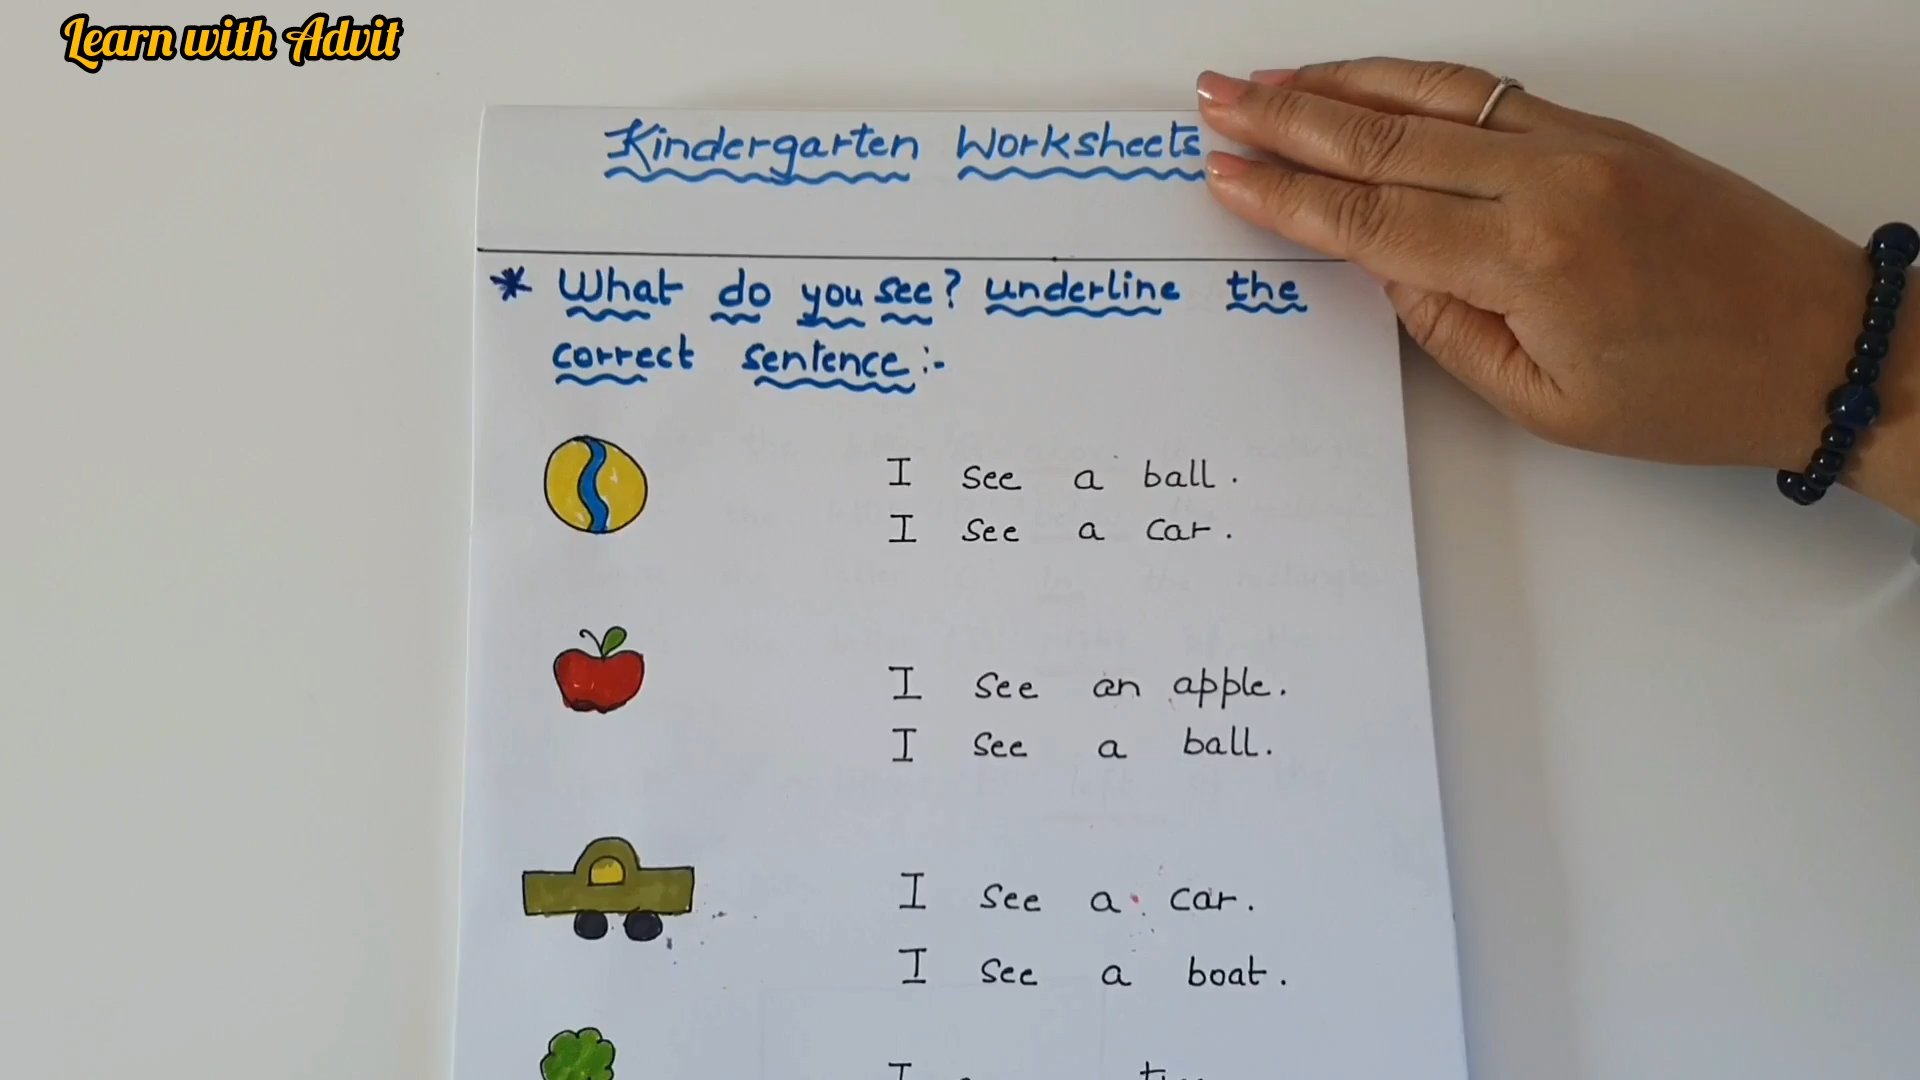 Learn with Advit
Kindergarten Worksheets
* What do you see? underline the
correct sentence:-
I see a ball.
I see a car.
I see an apple.
I see a ball.
I see a car.
I see a boat.
I